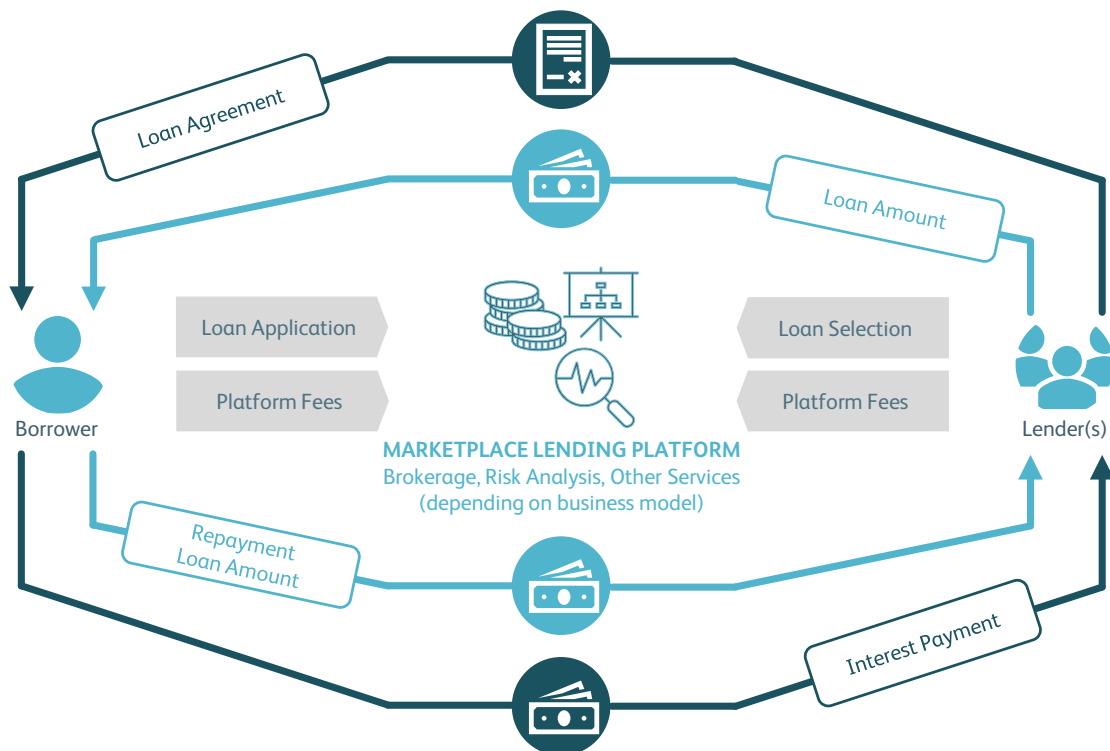 Loan Agreement
Loan Amount
Loan Application
Loan Selection
Platform Fees
Platform Fees
Borrower
Lender(s)
MARKETPLACE LENDING PLATFORM
Brokerage, Risk Analysis, Other Services
(depending on business model)
Repayment
Loan Amount
Interest Payment